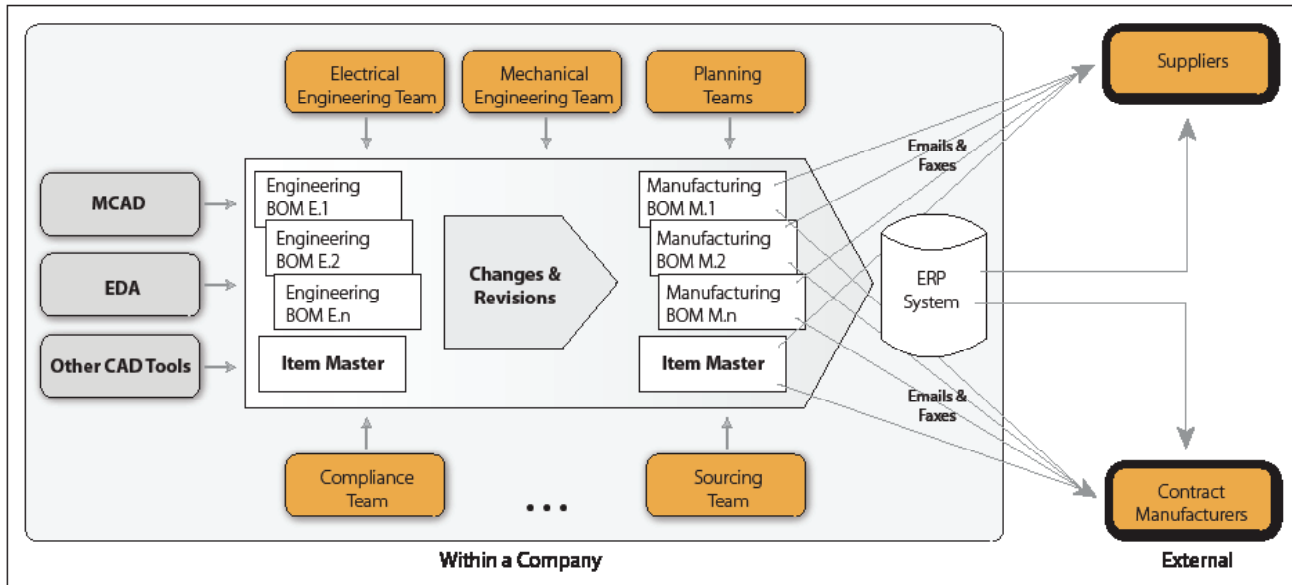 Electrical
Engineering Team
Mechanical
Engineering Team
Planning
Teams
Suppliers
Emails &
Faxes
MCAD
EDA
Other CAD Tools
Engineering
BOM E.1
Engineering
BOM E.2
Engineering
BOM E.n
Item Master
Changes &
Revisions
Manufacturing
BOM M.1
Manufacturing
BOM M.2
Manufacturing
BOM M.n
Item Master
ERP
System
Emails &
Faxes
Compliance
Team
...
Sourcing
Team
Contract
Manufacturers
Within a Company
External